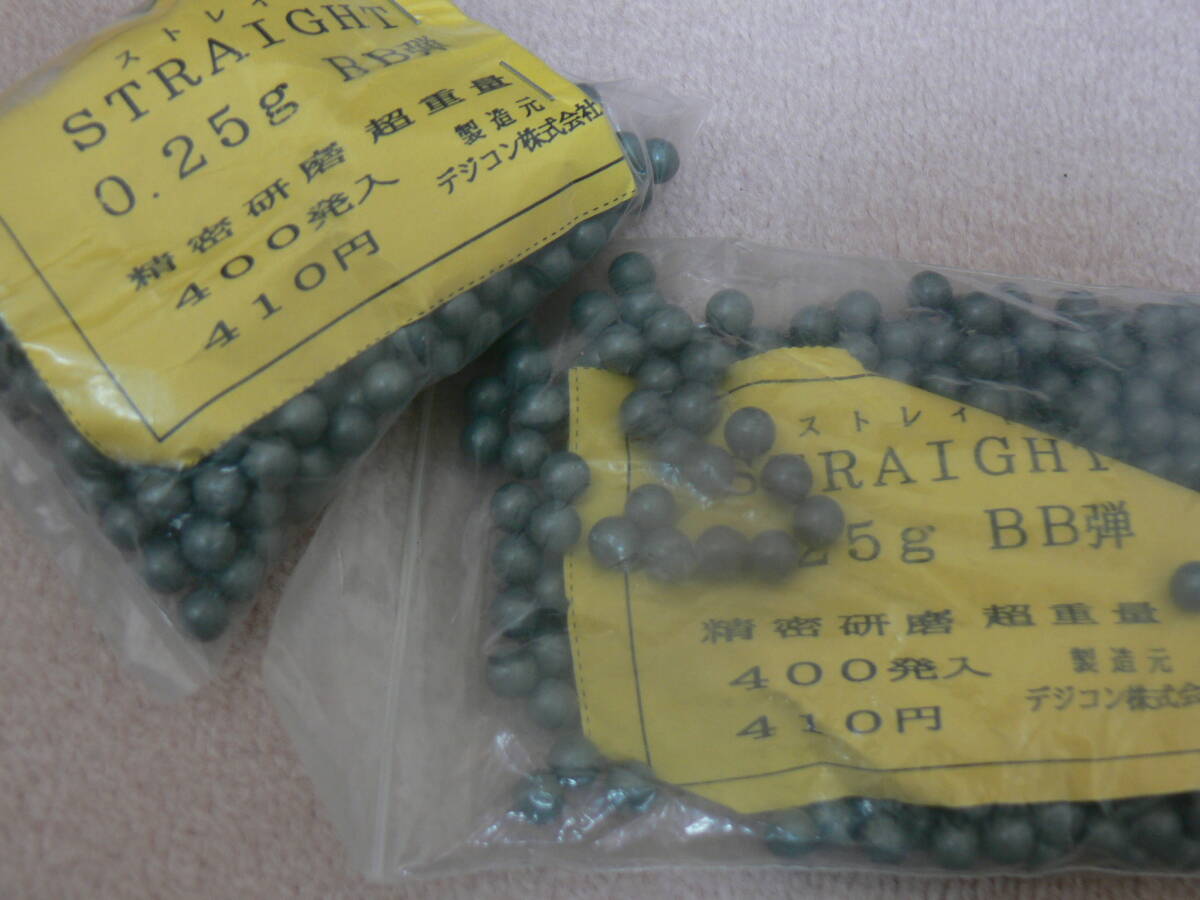 ストレイ
STRAIGHT
0.25g BB弾
精密研磨 超重量
400発入 製造元
410円 デジコン株式会社
ストレイ
STRAIGHT
25g BB弾
精密研磨 超重量
400発入 製造元
410円 デジコン株式会